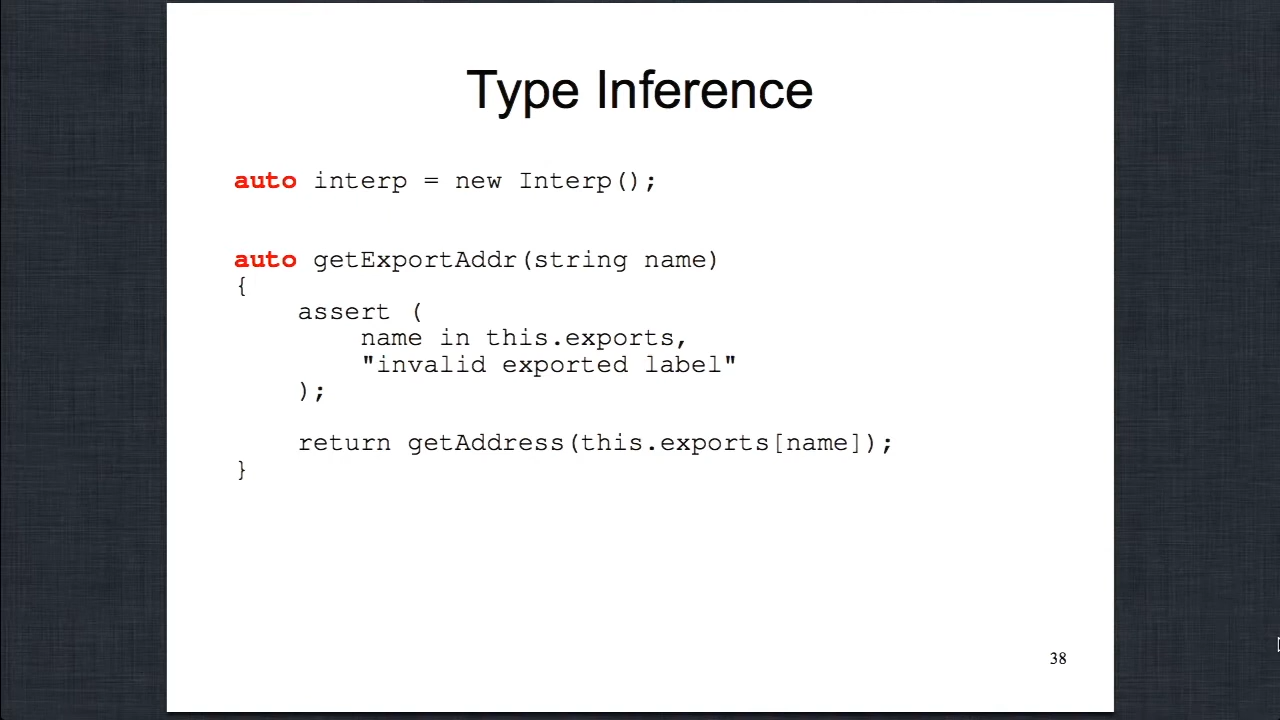 Type Inference
auto interp = new Interp();
auto getExportAddr(string name)
{
assert (
name in this.exports,
"invalid exported label"
);
return getAddress(this.exports[name]);
}
38